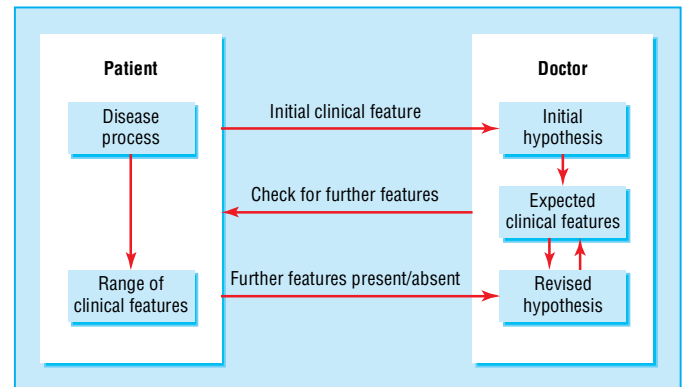 Patient
Doctor
Disease
process
Initial clinical feature
Initial
hypothesis
Check for further features
Expected
clinical features
Range of
clinical features
Further features present/absent
Revised
hypothesis